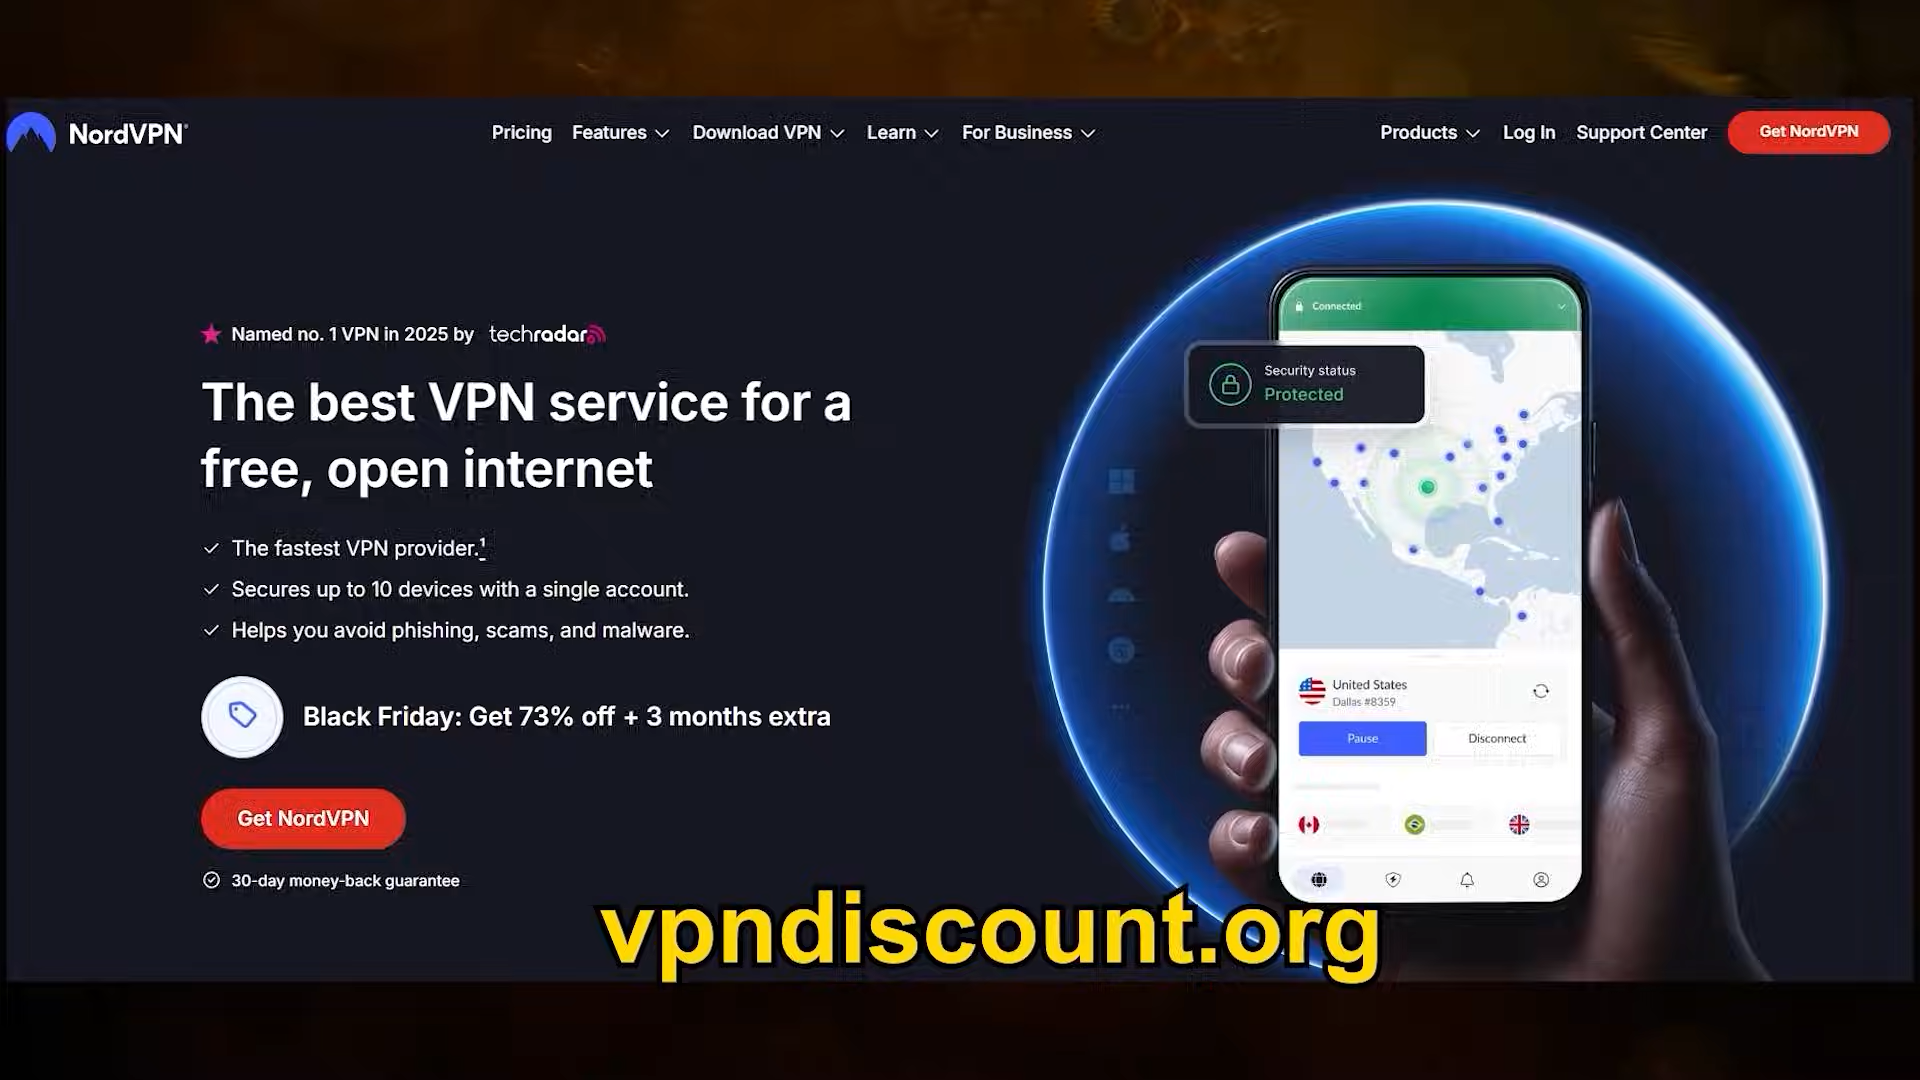 NordVPN®
Pricing Features Download VPN Learn For Business Products Log In Support Center Get NordVPN
Named no. 1 VPN in 2025 by techradar
The best VPN service for a
free, open internet
The fastest VPN provider.¹
Secures up to 10 devices with a single account.
Helps you avoid phishing, scams, and malware.
Black Friday: Get 73% off + 3 months extra
Get NordVPN
30-day money-back guarantee
Connected
Security status
Protected
United States
Dallas #8359
Pause Disconnect
vpndiscount.org